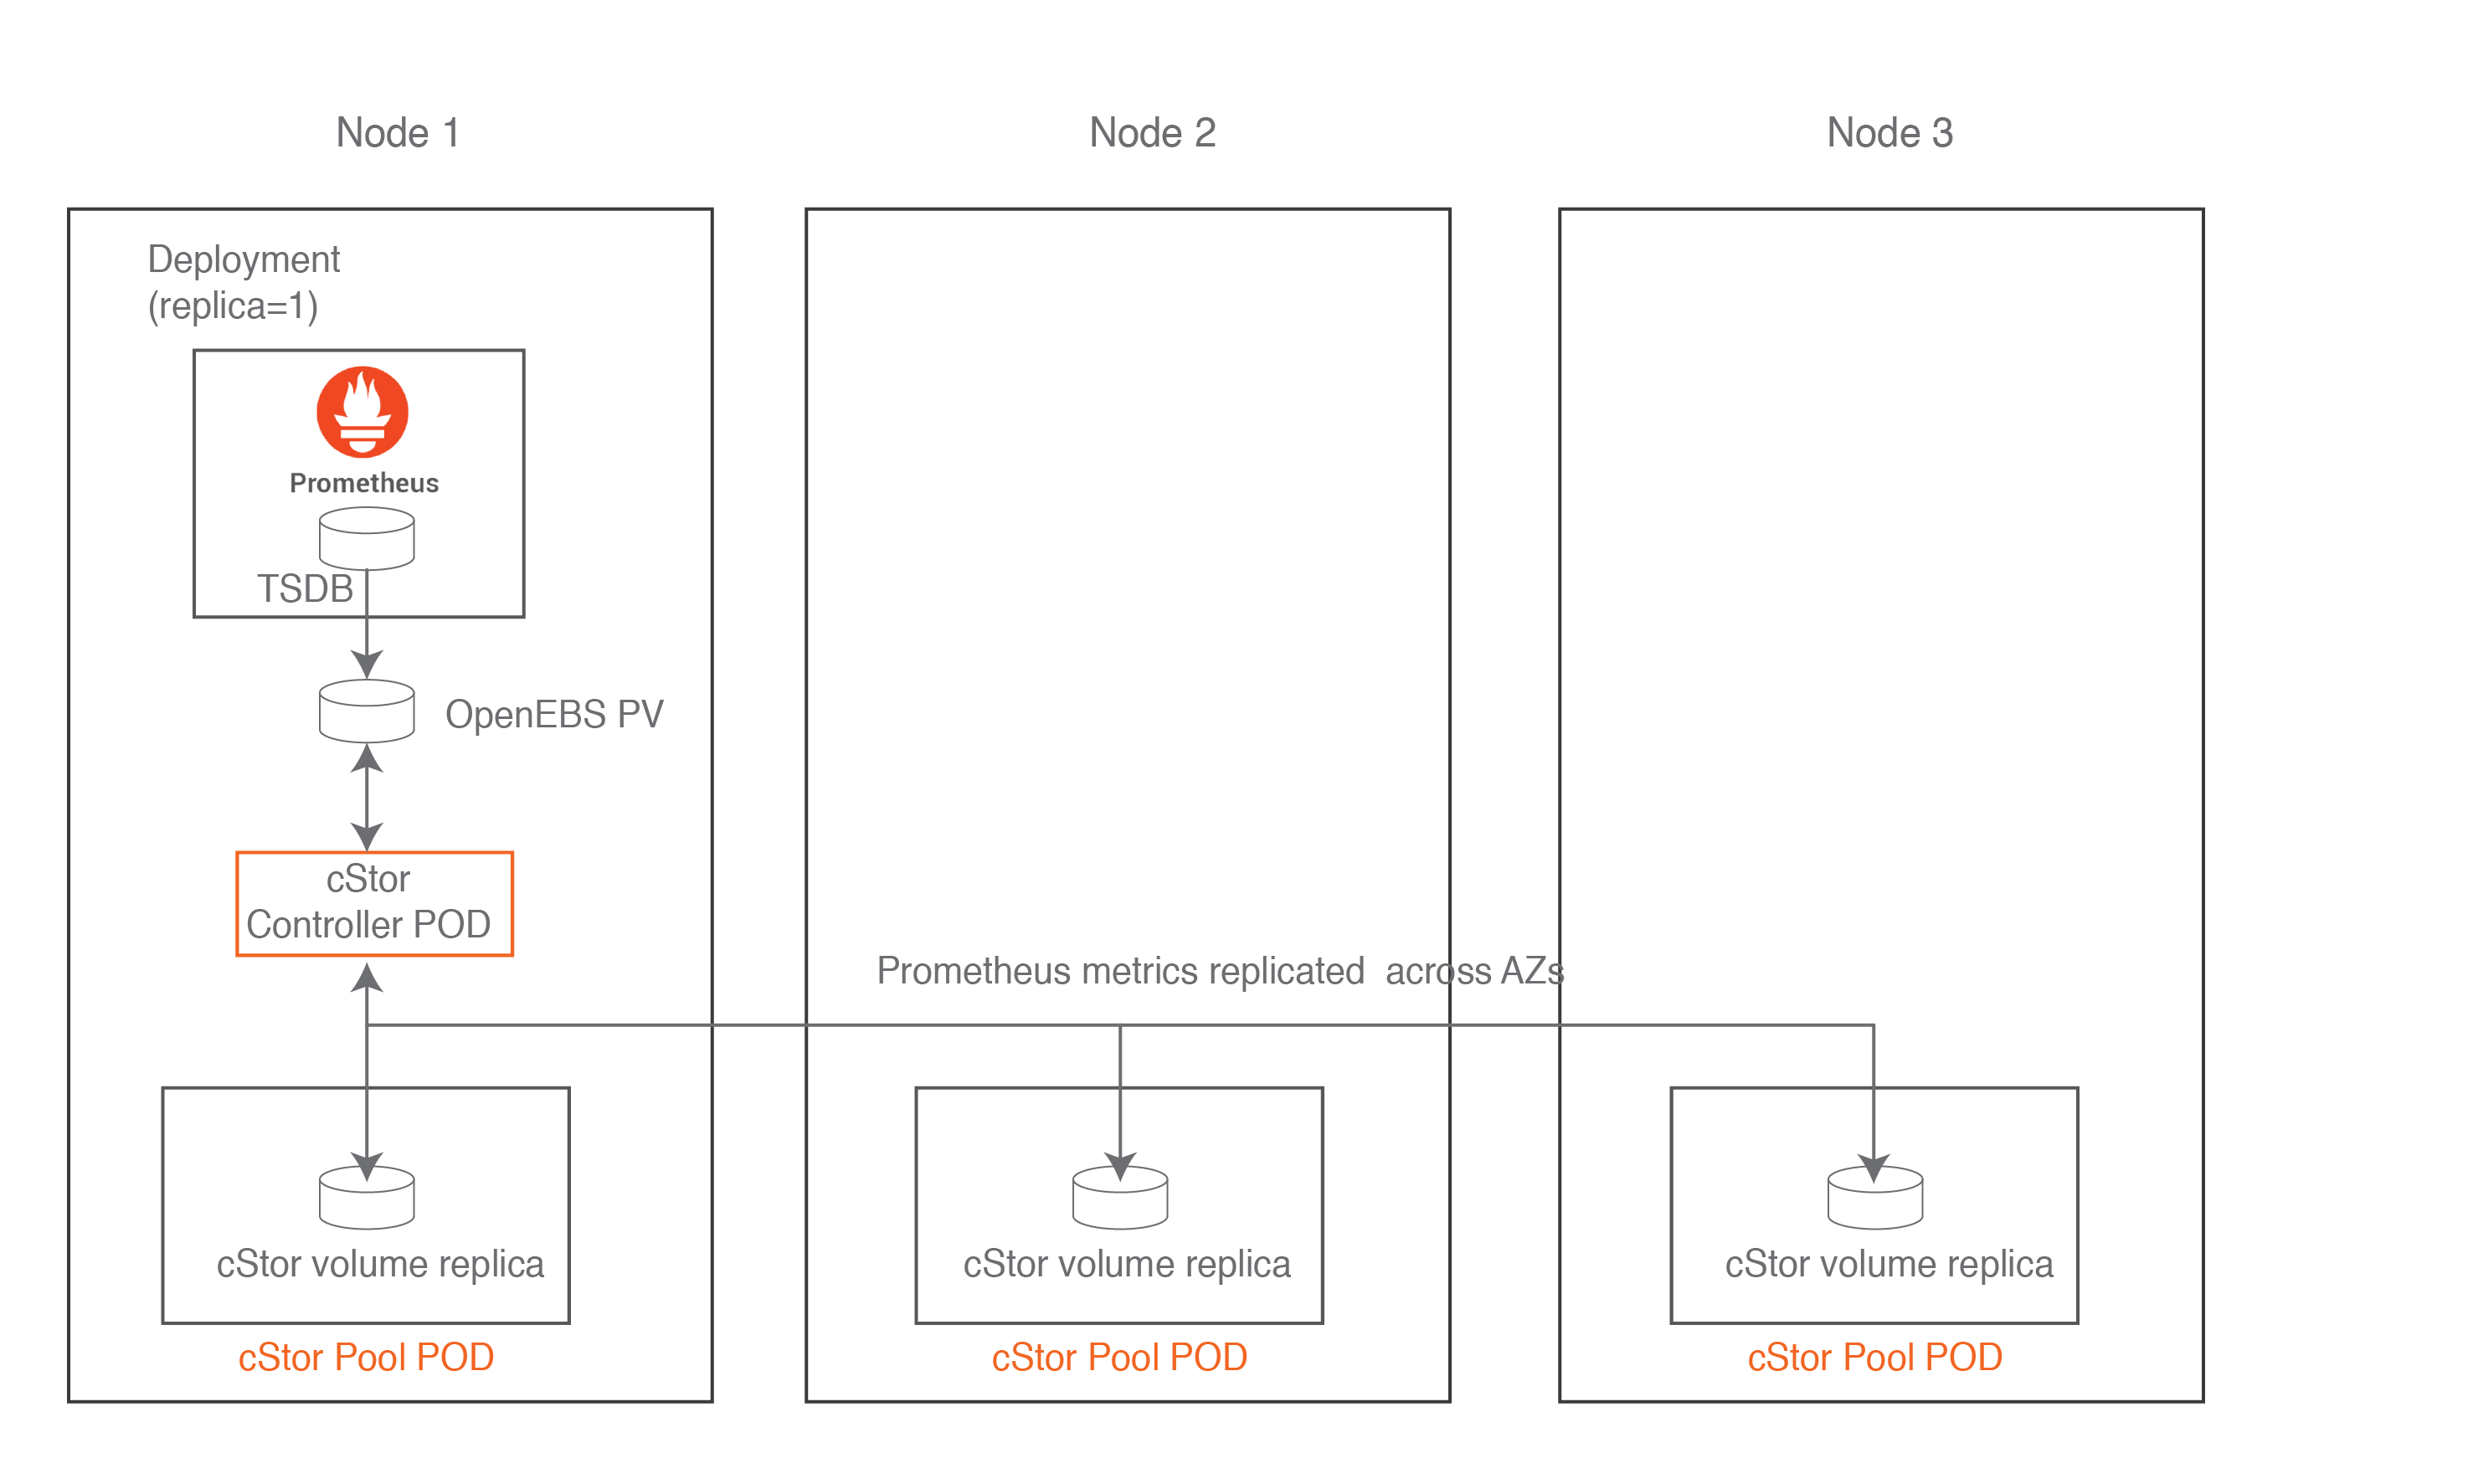 Node 1
Node 2
Node 3
Deployment
(replica=1)
Prometheus
TSDB
OpenEBS PV
cStor
Controller POD
Prometheus metrics replicated  across AZs
cStor volume replica
cStor volume replica
cStor volume replica
cStor Pool POD
cStor Pool POD
cStor Pool POD